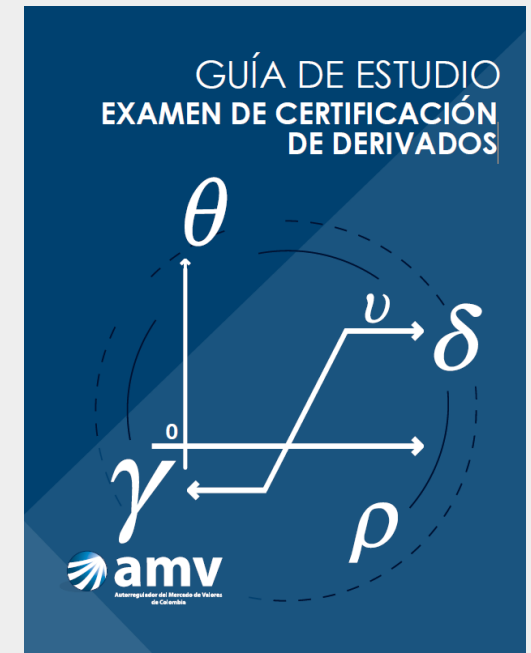 GUÍA DE ESTUDIO
EXAMEN DE CERTIFICACIÓN
DE DERIVADOS
θ
υ
δ
0
γ
ρ
amv
Autorregulador del Mercado de Valores
de Colombia